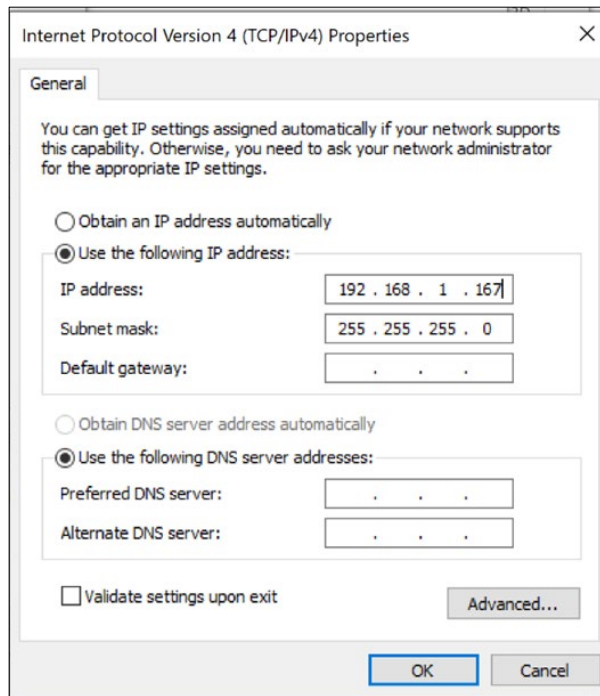 Internet Protocol Version 4 (TCP/IPv4) Properties
General
You can get IP settings assigned automatically if your network supports
this capability. Otherwise, you need to ask your network administrator
for the appropriate IP settings.
Obtain an IP address automatically
Use the following IP address:
IP address: 192 . 168 . 1 . 167
Subnet mask: 255 . 255 . 255 . 0
Default gateway: . . .
Obtain DNS server address automatically
Use the following DNS server addresses:
Preferred DNS server: . . .
Alternate DNS server: . . .
Validate settings upon exit
Advanced...
OK Cancel